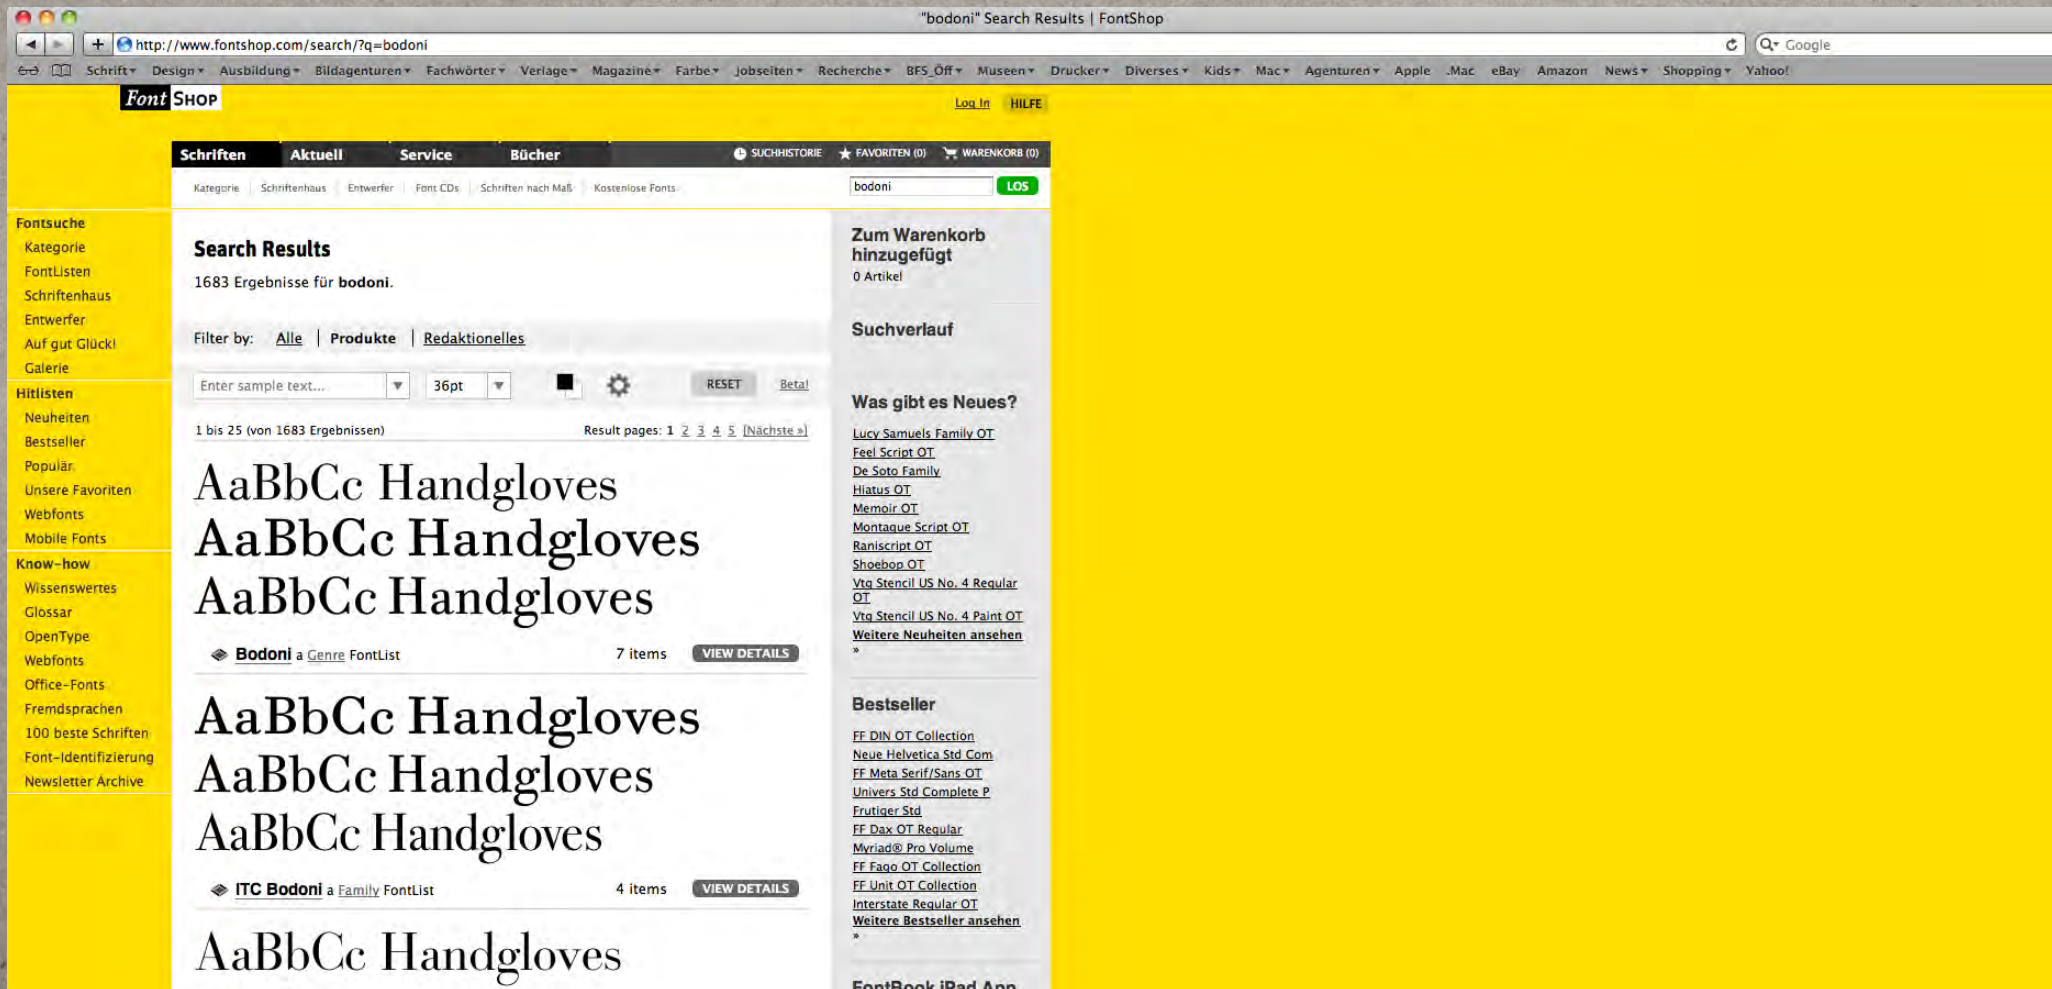 "bodoni" Search Results | FontShop
http://www.fontshop.com/search/?q=bodoni
Google
Schrift Design Ausbildung Bildagenturen Fachwörter Verlage Magazine Farbe Jobseiten Recherche BFS_Öff Museen Drucker Diverses Kids Mac Agenturen Apple .Mac eBay Amazon News Shopping Yahoo!
Font SHOP
Log In HILFE
Schriften Aktuell Service Bücher SUCHHISTORIE FAVORITEN (0) WARENKORB (0)
Kategorie Schriftenhaus Entwerfer Font CDs Schriften nach Maß Kostenlose Fonts
bodoni LOS
Fontsuche
Kategorie
FontListen
Schriftenhaus
Entwerfer
Auf gut Glück!
Galerie
Hitlisten
Neuheiten
Bestseller
Populär
Unsere Favoriten
Webfonts
Mobile Fonts
Know-how
Wissenswertes
Glossar
OpenType
Webfonts
Office-Fonts
Fremdsprachen
100 beste Schriften
Font-Identifizierung
Newsletter Archive
Search Results
1683 Ergebnisse für bodoni.
Filter by: Alle | Produkte | Redaktionelles
Enter sample text... 36pt RESET Beta!
1 bis 25 (von 1683 Ergebnissen) Result pages: 1 2 3 4 5 [Nächste »]
AaBbCc Handgloves
AaBbCc Handgloves
AaBbCc Handgloves
Bodoni a Genre FontList 7 items VIEW DETAILS
AaBbCc Handgloves
AaBbCc Handgloves
AaBbCc Handgloves
ITC Bodoni a Family FontList 4 items VIEW DETAILS
AaBbCc Handgloves
Zum Warenkorb
hinzugefügt
0 Artikel
Suchverlauf
Was gibt es Neues?
Lucy Samuels Family OT
Feel Script OT
De Soto Family
Hiatus OT
Memoir OT
Montague Script OT
Raniscript OT
Shoebop OT
Vtg Stencil US No. 4 Regular
OT
Vtg Stencil US No. 4 Paint OT
Weitere Neuheiten ansehen
»
Bestseller
FF DIN OT Collection
Neue Helvetica Std Com
FF Meta Serif/Sans OT
Univers Std Complete P
Frutiger Std
FF Dax OT Regular
Myriad® Pro Volume
FF Fago OT Collection
FF Unit OT Collection
Interstate Regular OT
Weitere Bestseller ansehen
»
FontBook iPad App